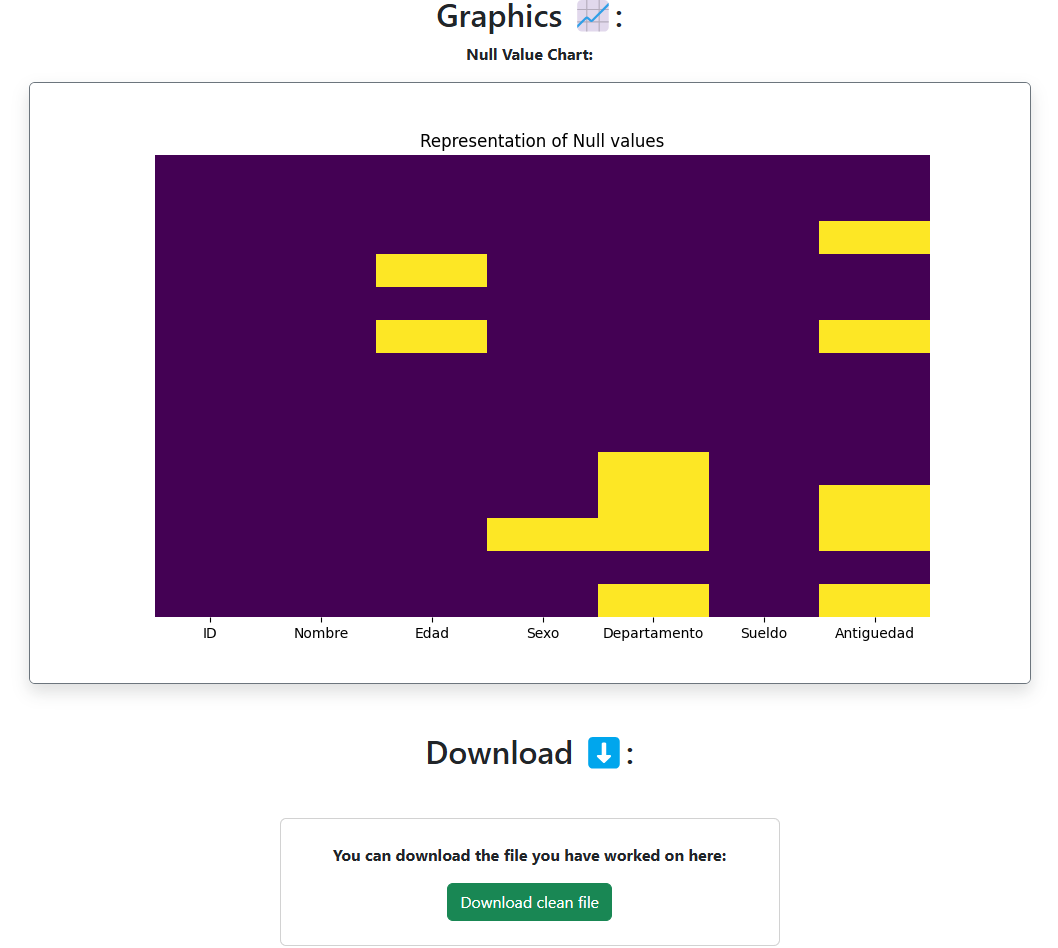 Graphics 📈:
Null Value Chart:
Representation of Null values
ID Nombre Edad Sexo Departamento Sueldo Antiguedad
Download ⬇️:
You can download the file you have worked on here:
Download clean file